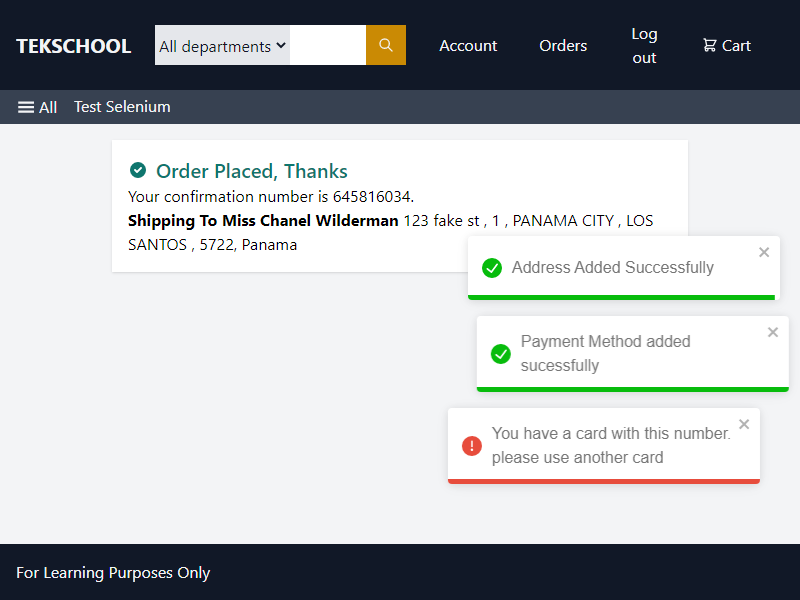 TEKSCHOOL
All departments
Account
Orders
Log
out
Cart
All
Test Selenium
Order Placed, Thanks
Your confirmation number is 645816034.
Shipping To Miss Chanel Wilderman 123 fake st , 1 , PANAMA CITY , LOS
SANTOS , 5722, Panama
Address Added Successfully
Payment Method added
sucessfully
You have a card with this number.
please use another card
For Learning Purposes Only